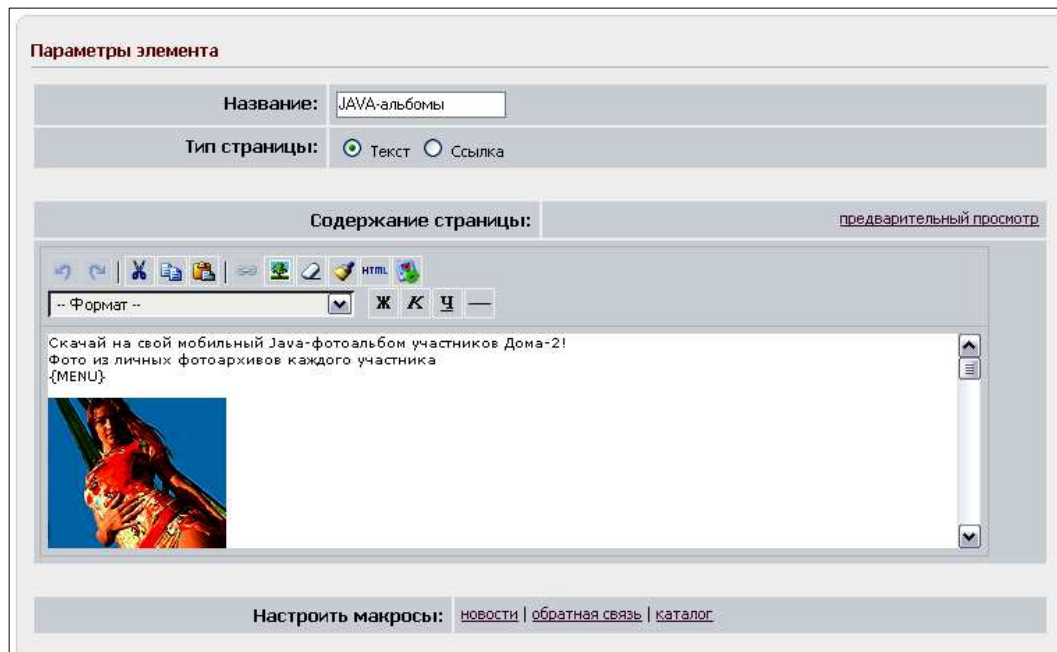 Параметры элемента
Название: JAVA-альбомы
Тип страницы: Текст Ссылка
Содержание страницы: предварительный просмотр
HTML
-- Формат -- Ж К Ч
Скачай на свой мобильный Java-фотоальбом участников Дома-2!
Фото из личных фотоархивов каждого участника
{MENU}
Настроить макросы: новости | обратная связь | каталог